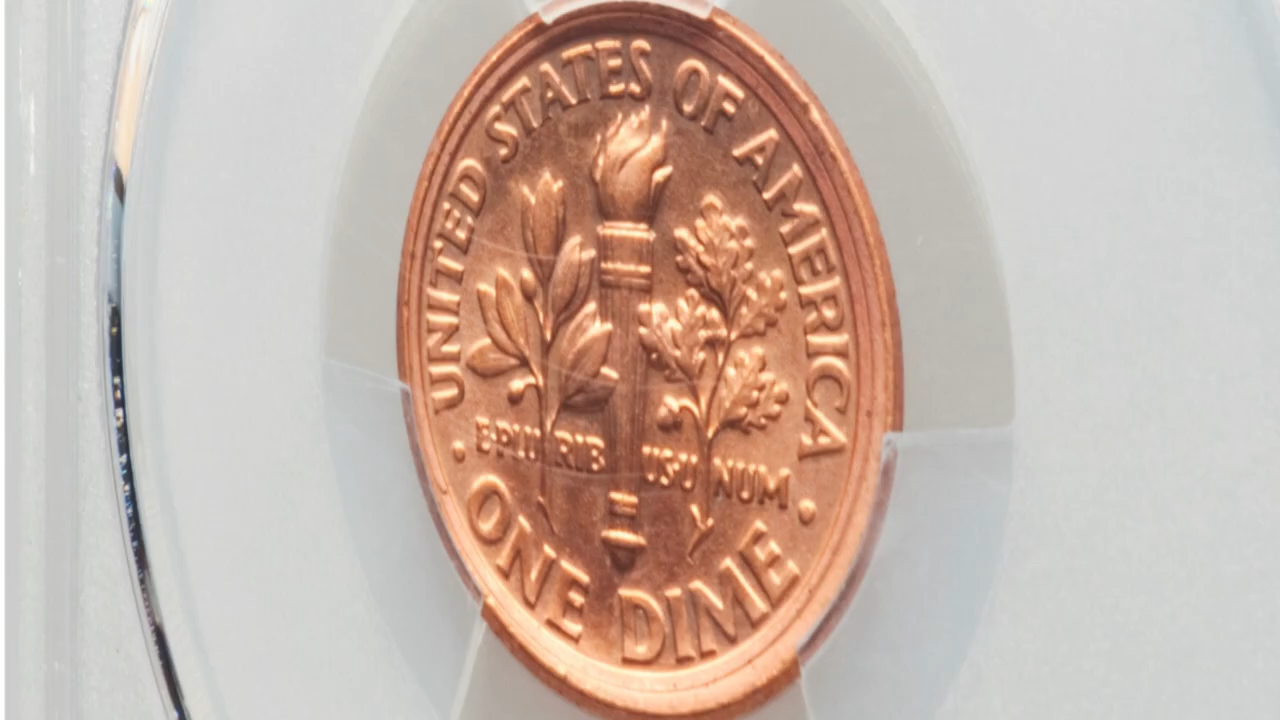 UNITED STATES OF AMERICA
E·PLURIBUS·UNUM
· ONE DIME ·